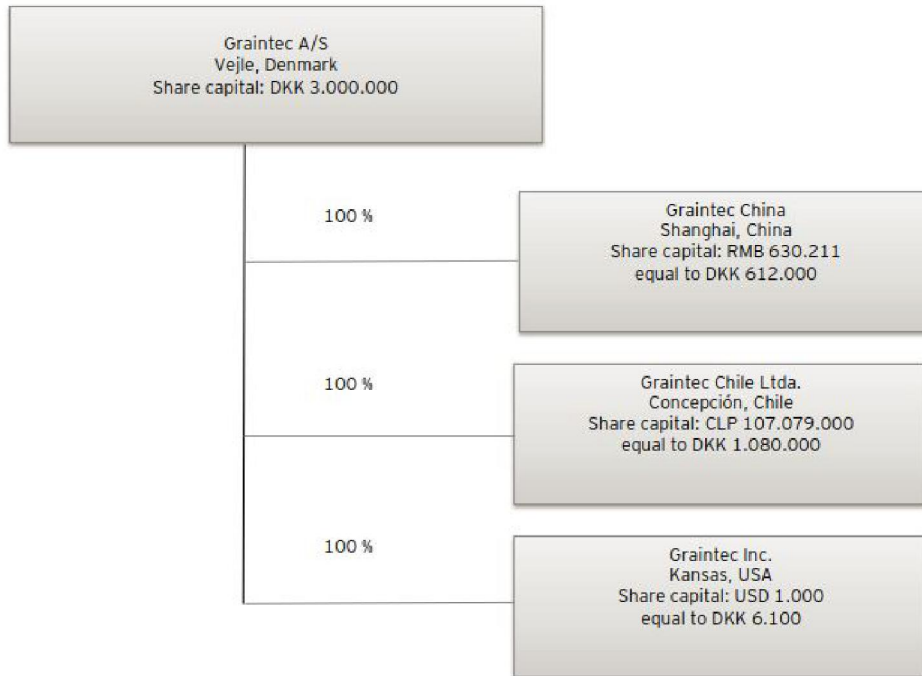 Graintec A/S
Vejle, Denmark
Share capital: DKK 3.000.000
100 %
Graintec China
Shanghai, China
Share capital: RMB 630.211
equal to DKK 612.000
100 %
Graintec Chile Ltda.
Concepción, Chile
Share capital: CLP 107.079.000
equal to DKK 1.080.000
100 %
Graintec Inc.
Kansas, USA
Share capital: USD 1.000
equal to DKK 6.100